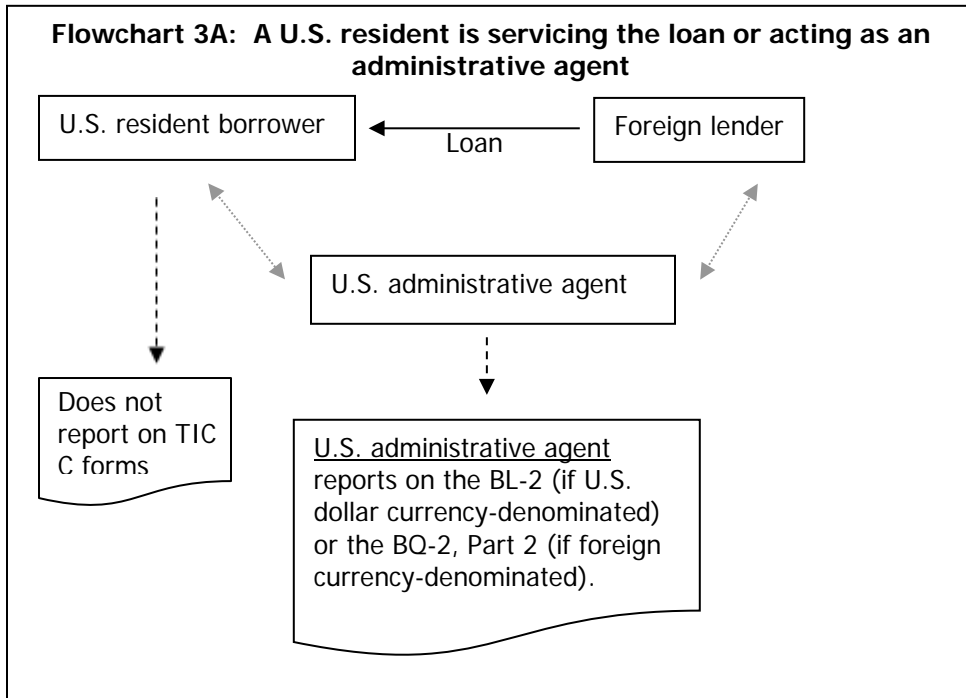 Flowchart 3A: A U.S. resident is servicing the loan or acting as an
administrative agent
U.S. resident borrower
Loan
Foreign lender
U.S. administrative agent
Does not
report on TIC
C forms
U.S. administrative agent
reports on the BL-2 (if U.S.
dollar currency-denominated)
or the BQ-2, Part 2 (if foreign
currency-denominated).